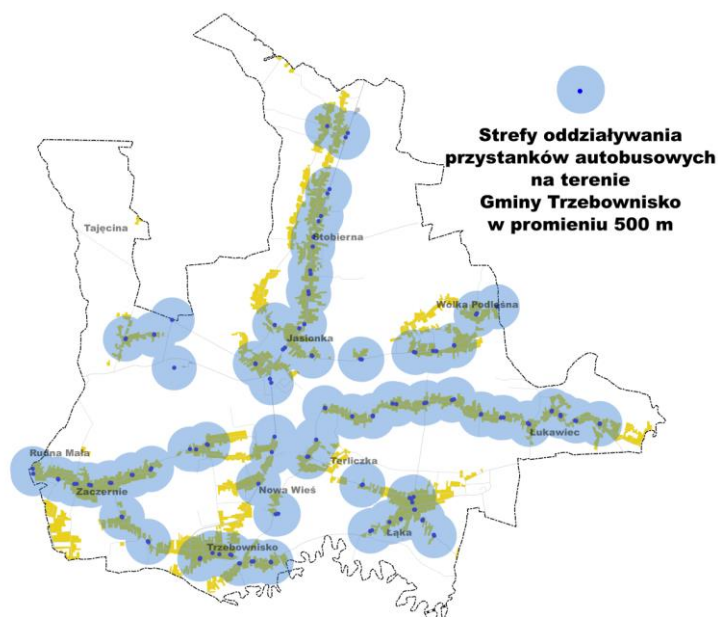 Strefy oddziaływania
przystanków autobusowych
na terenie
Gminy Trzebownisko
w promieniu 500 m
Tajęcina
Stobierna
Wólka Podleśna
Jasionka
Łukawiec
Rudna Mała
Terliczka
Zaczernie
Nowa Wieś
Łąka
Trzebownisko